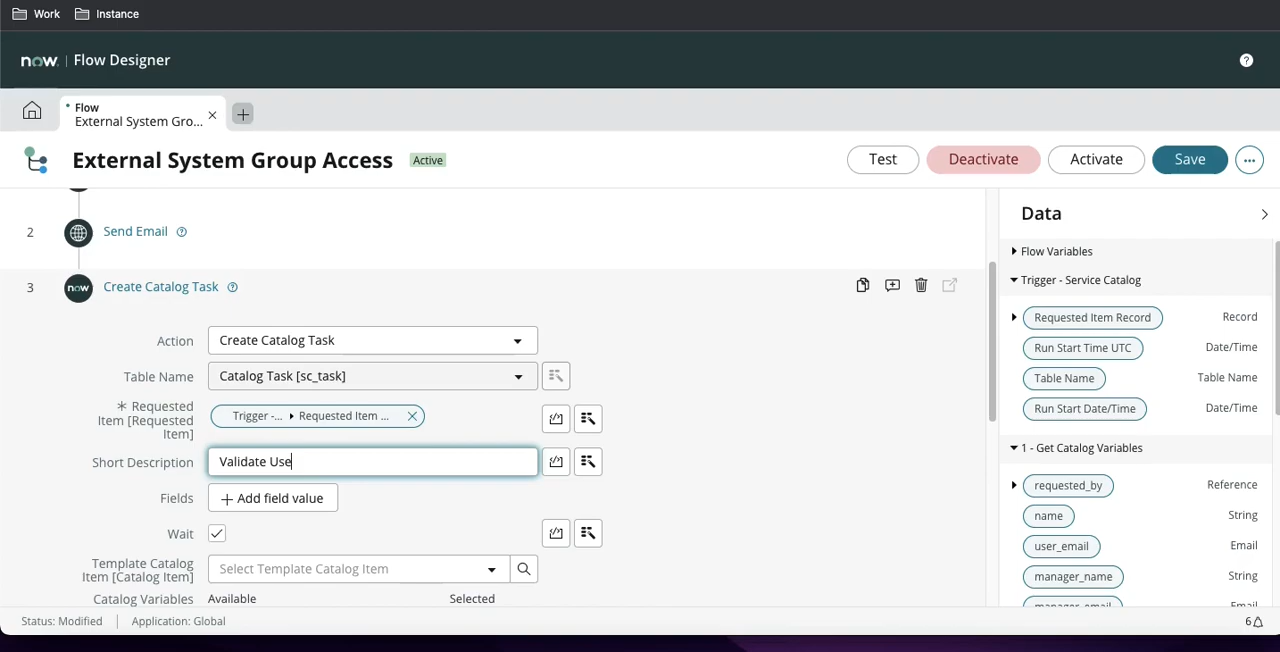 Work Instance
now. Flow Designer
Flow
External System Gro...
External System Group Access Active Test Deactivate Activate Save
2 Send Email
3 now Create Catalog Task
Action Create Catalog Task
Table Name Catalog Task [sc_task]
* Requested
Item [Requested
Item]
Trigger -... Requested Item ...
Short Description Validate Use
Fields + Add field value
Wait
Template Catalog
Item [Catalog Item]
Select Template Catalog Item
Catalog Variables Available Selected
Data
Flow Variables
Trigger - Service Catalog
Requested Item Record Record
Run Start Time UTC Date/Time
Table Name Table Name
Run Start Date/Time Date/Time
1 - Get Catalog Variables
requested_by Reference
name String
user_email Email
manager_name String
manager_email Email
Status: Modified Application: Global 6